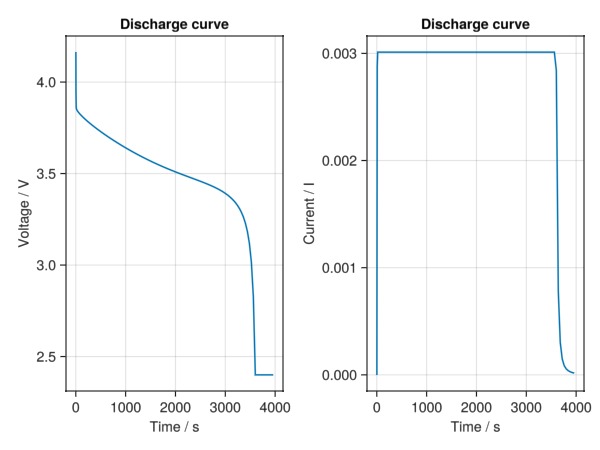 Discharge curve
Voltage / V
4.0
3.5
3.0
2.5
0 1000 2000 3000 4000
Time / s
Discharge curve
Current / I
0.003
0.002
0.001
0.000
0 1000 2000 3000 4000
Time / s